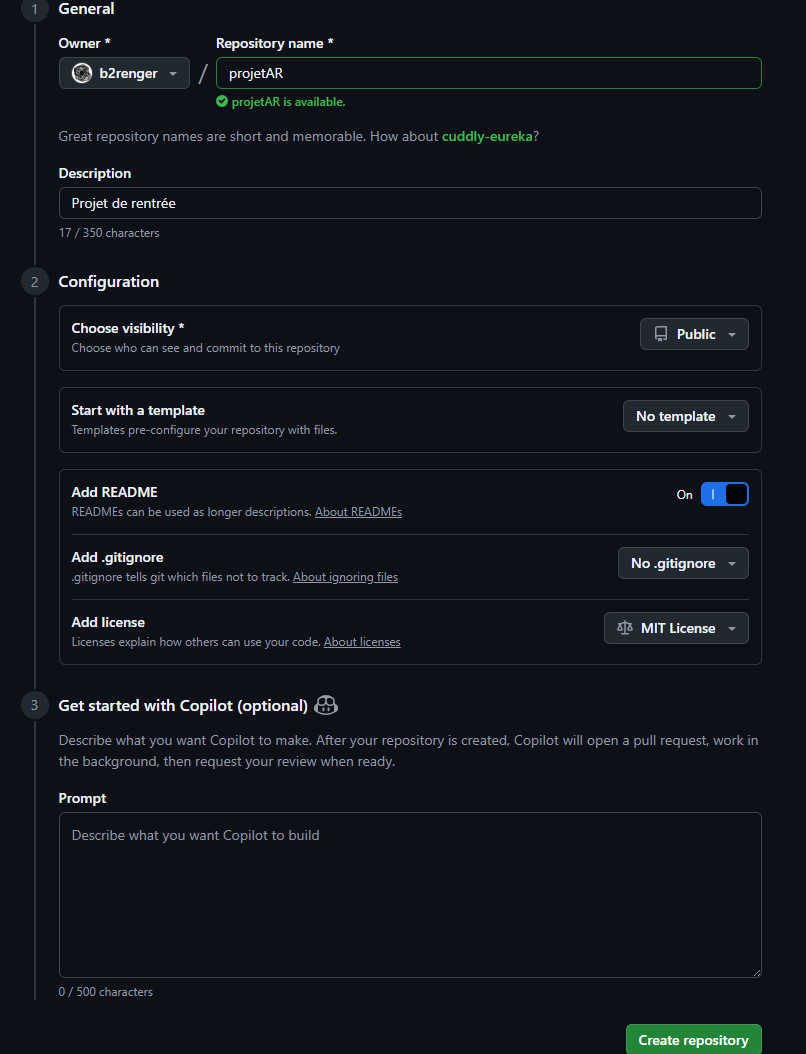 1 General
Owner * Repository name *
b2renger / projetAR
projetAR is available.
Great repository names are short and memorable. How about cuddly-eureka?
Description
Projet de rentrée
17 / 350 characters
2 Configuration
Choose visibility *
Choose who can see and commit to this repository
Public
Start with a template
Templates pre-configure your repository with files.
No template
Add README
READMEs can be used as longer descriptions. About READMEs
On
Add .gitignore
.gitignore tells git which files not to track. About ignoring files
No .gitignore
Add license
Licenses explain how others can use your code. About licenses
MIT License
3 Get started with Copilot (optional)
Describe what you want Copilot to make. After your repository is created, Copilot will open a pull request, work in
the background, then request your review when ready.
Prompt
Describe what you want Copilot to build
0 / 500 characters
Create repository